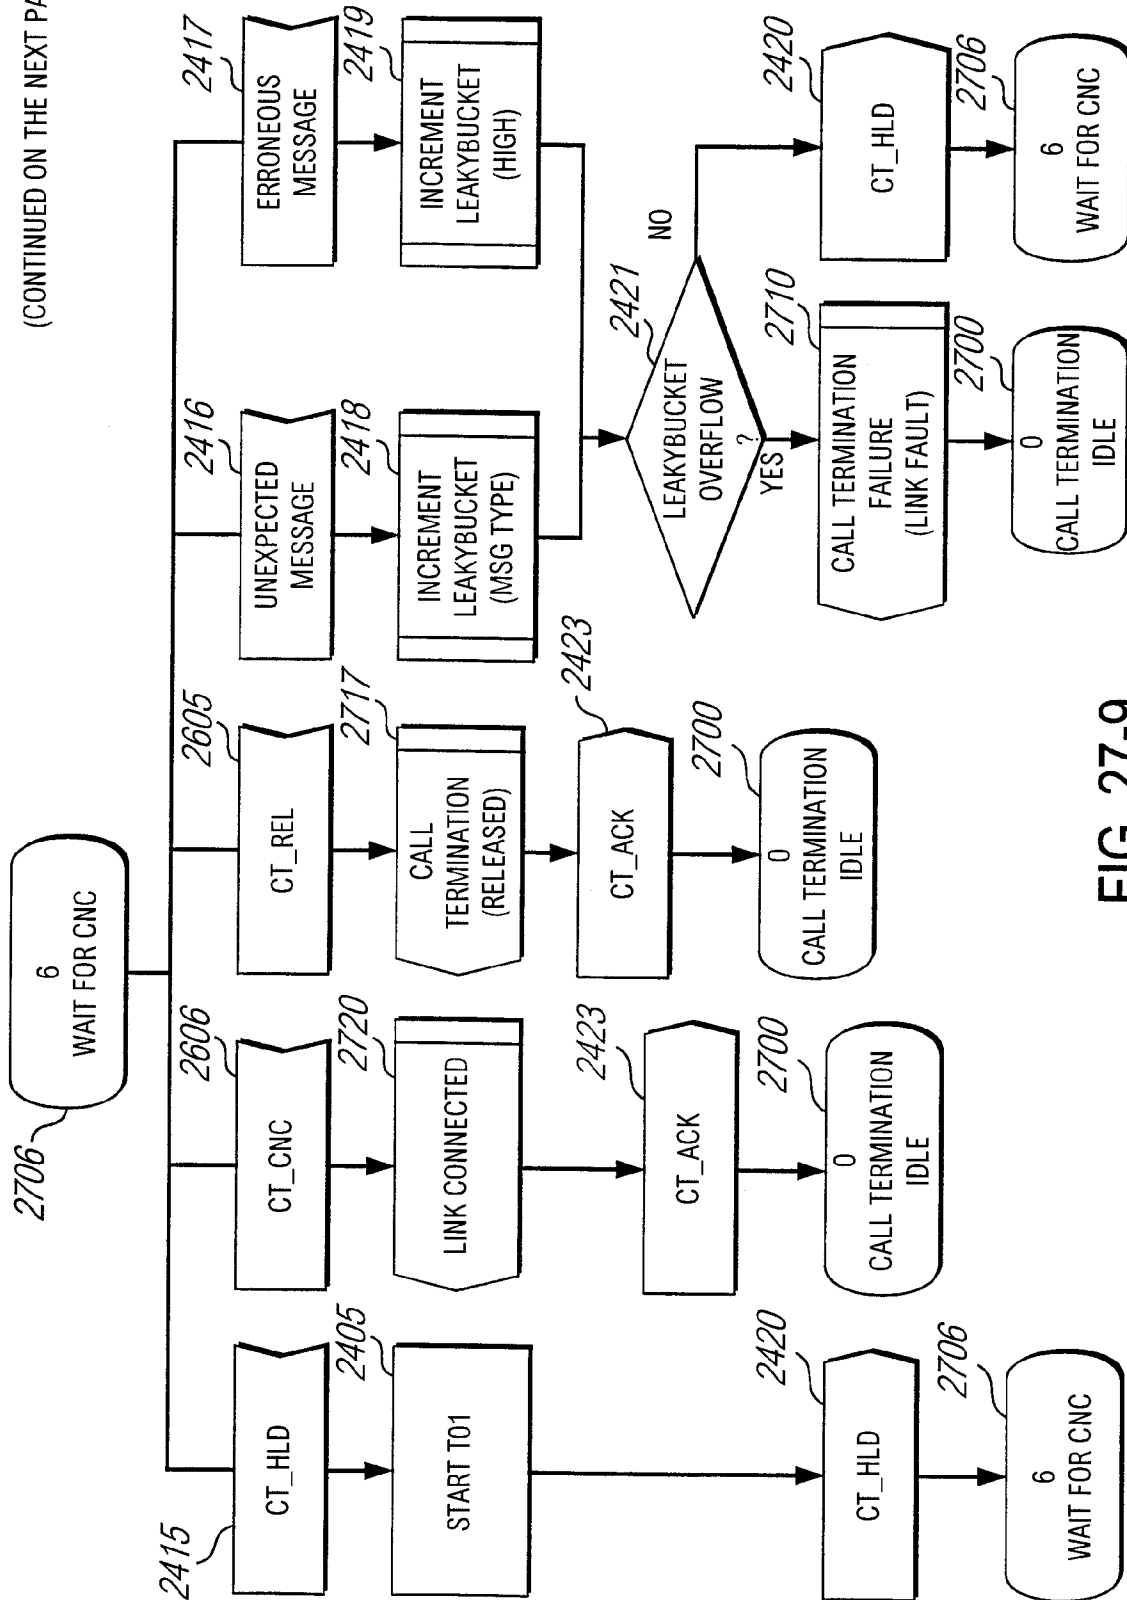 (CONTINUED ON THE NEXT PA
2706
6
WAIT FOR CNC
2415
CT_HLD
2606
CT_CNC
2605
CT_REL
2416
UNEXPECTED
MESSAGE
2417
ERRONEOUS
MESSAGE
2405
START T01
2720
LINK CONNECTED
2717
CALL
TERMINATION
(RELEASED)
2418
INCREMENT
LEAKYBUCKET
(MSG TYPE)
2419
INCREMENT
LEAKYBUCKET
(HIGH)
2423
CT_ACK
2423
CT_ACK
2421
LEAKYBUCKET
OVERFLOW
?
NO
YES
2700
0
CALL TERMINATION
IDLE
2700
0
CALL TERMINATION
IDLE
2420
CT_HLD
2710
CALL TERMINATION
FAILURE
(LINK FAULT)
2420
CT_HLD
2706
6
WAIT FOR CNC
2700
0
CALL TERMINATION
IDLE
2706
6
WAIT FOR CNC
FIG. 27-9